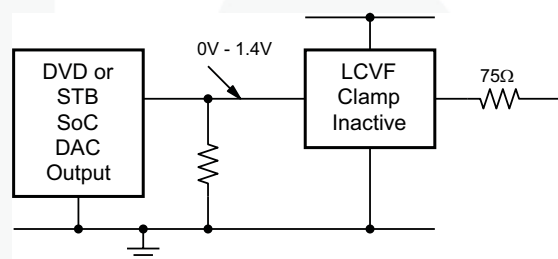 0V - 1.4V
DVD or
STB
SoC
DAC
Output
LCVF
Clamp
Inactive
75Ω